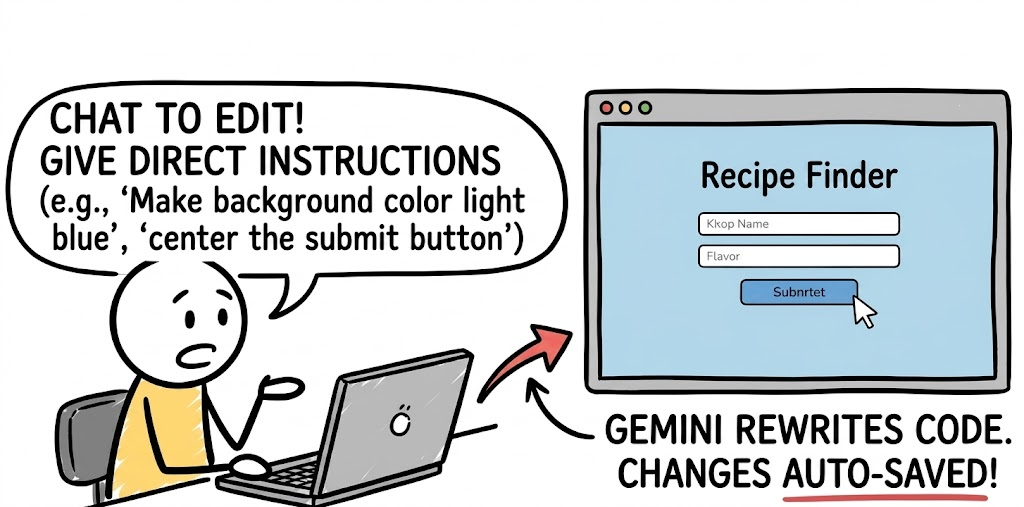 CHAT TO EDIT!
GIVE DIRECT INSTRUCTIONS
(e.g., ‘Make background color light
blue’, ‘center the submit button’)
Recipe Finder
Kkop Name
Flavor
Subnrtet
GEMINI REWRITES CODE.
CHANGES AUTO-SAVED!